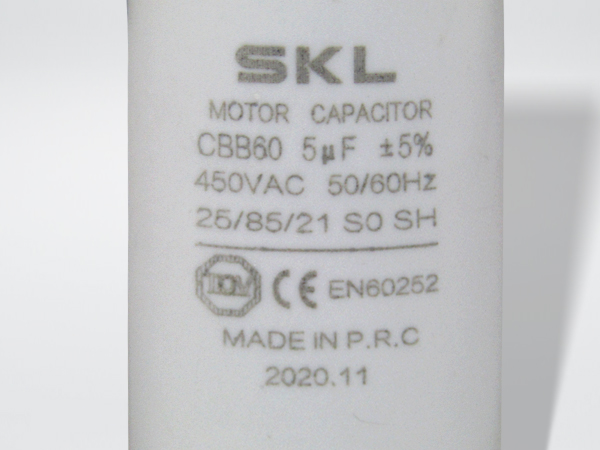 SKL
MOTOR CAPACITOR
CBB60 5µF ±5%
450VAC 50/60Hz
25/85/21 S0 SH
CE EN60252
MADE IN P.R.C
2020.11